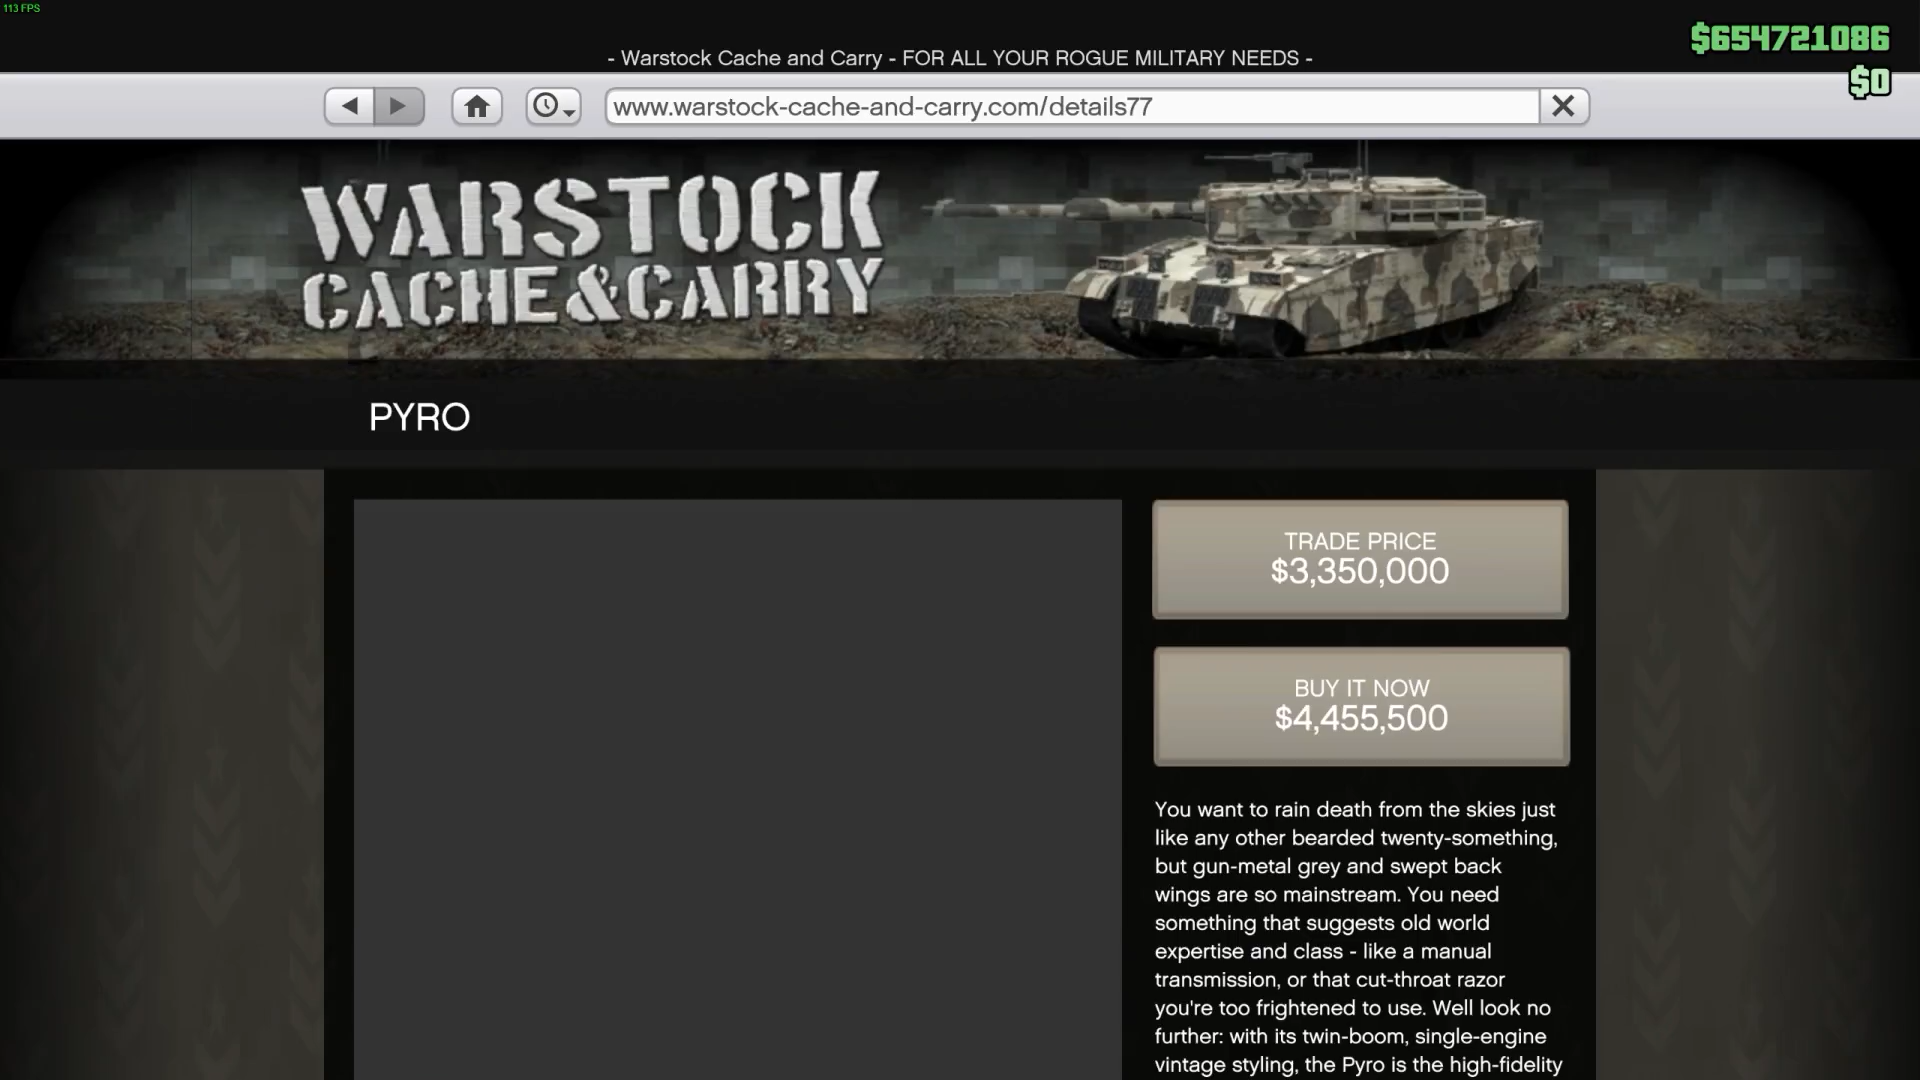 113 FPS
$654721086
- Warstock Cache and Carry - FOR ALL YOUR ROGUE MILITARY NEEDS -
$0
www.warstock-cache-and-carry.com/details77
WARSTOCK
CACHE & CARRY
PYRO
TRADE PRICE
$3,350,000
BUY IT NOW
$4,455,500
You want to rain death from the skies just
like any other bearded twenty-something,
but gun-metal grey and swept back
wings are so mainstream. You need
something that suggests old world
expertise and class - like a manual
transmission, or that cut-throat razor
you're too frightened to use. Well look no
further: with its twin-boom, single-engine
vintage styling, the Pyro is the high-fidelity